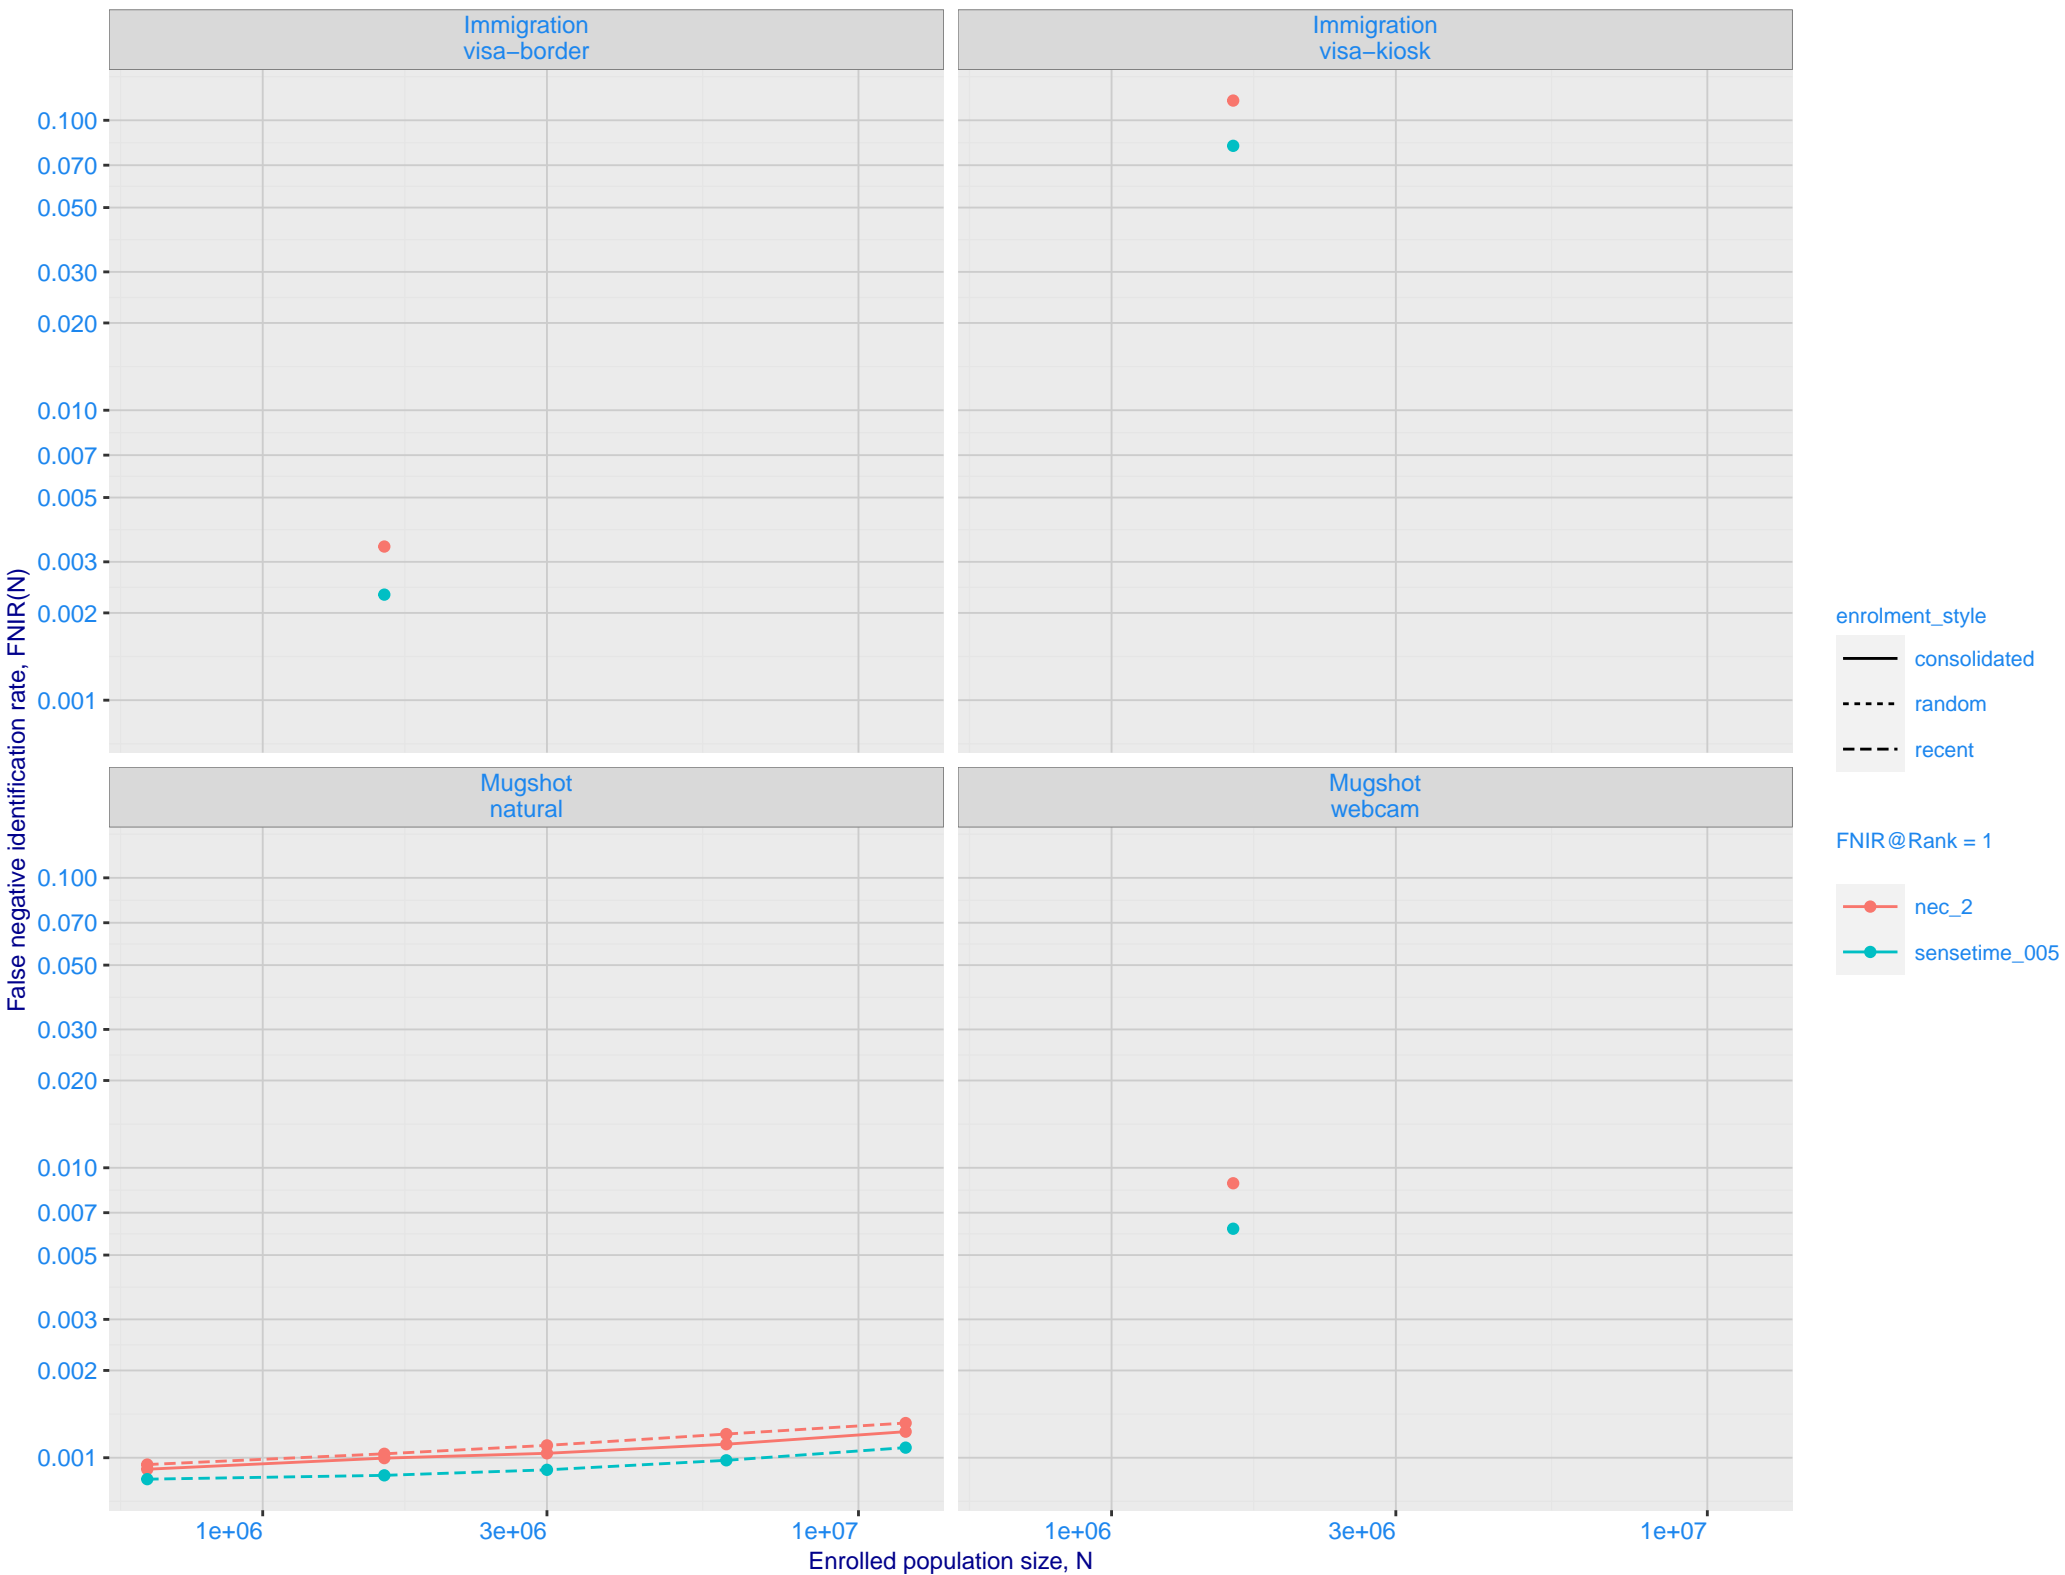 Immigration
visa−border
Immigration
visa−kiosk
0.100
0.070
0.050
0.030
0.020
0.010
0.007
0.005
0.003
0.002
0.001
Mugshot
natural
Mugshot
webcam
0.100
0.070
0.050
0.030
0.020
0.010
0.007
0.005
0.003
0.002
0.001
1e+06
3e+06
1e+07
1e+06
3e+06
1e+07
Enrolled population size, N
False negative identification rate, FNIR(N)
enrolment_style
consolidated
random
recent
FNIR@Rank = 1
nec_2
sensetime_005